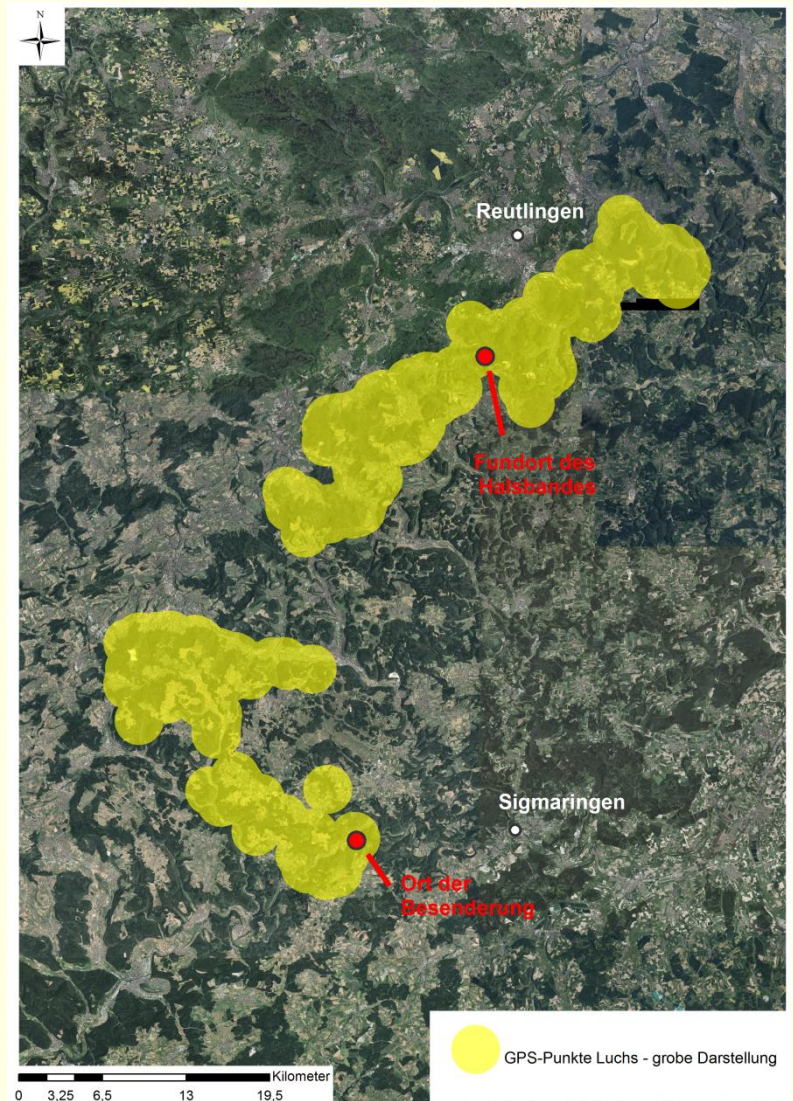 N
Reutlingen
Fundort des
Halsbandes
Sigmaringen
Ort der
Besenderung
GPS-Punkte Luchs - grobe Darstellung
Kilometer
0 3,25 6,5 13 19,5